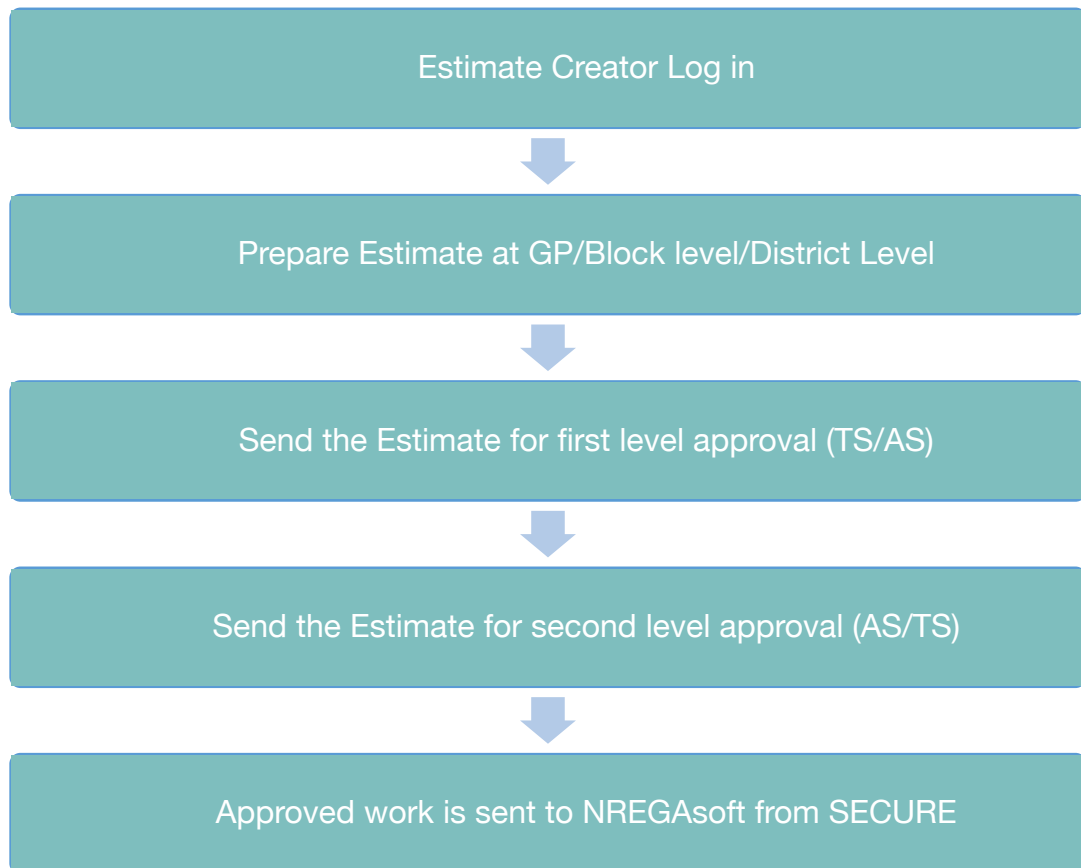 Estimate Creator Log in
Prepare Estimate at GP/Block level/District Level
Send the Estimate for first level approval (TS/AS)
Send the Estimate for second level approval (AS/TS)
Approved work is sent to NREGAsoft from SECURE